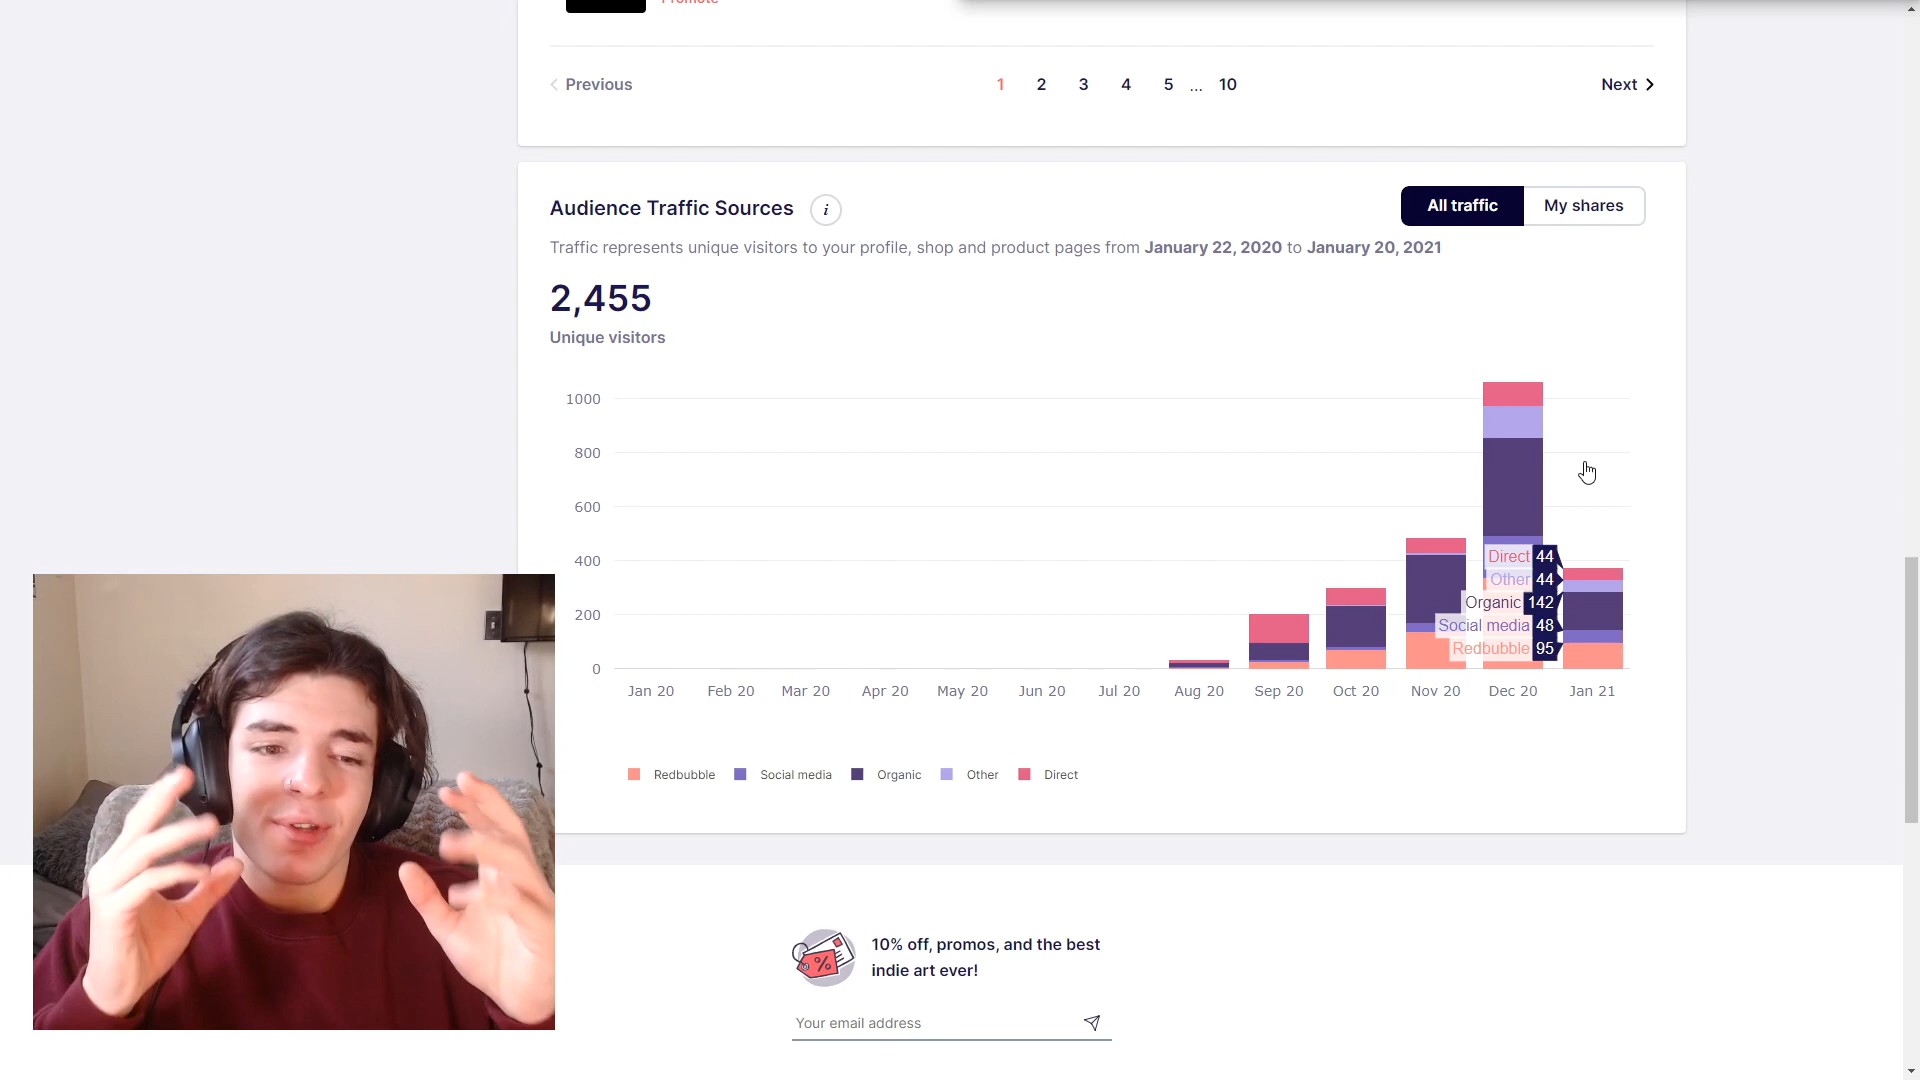 Promote
Previous
1 2 3 4 5 ... 10
Next
Audience Traffic Sources i
All traffic
My shares
Traffic represents unique visitors to your profile, shop and product pages from January 22, 2020 to January 20, 2021
2,455
Unique visitors
1000
800
600
400
200
0
Direct 44
Other 44
Organic 142
Social media 48
Redbubble 95
Jan 20 Feb 20 Mar 20 Apr 20 May 20 Jun 20 Jul 20 Aug 20 Sep 20 Oct 20 Nov 20 Dec 20 Jan 21
Redbubble Social media Organic Other Direct
%
10% off, promos, and the best
indie art ever!
Your email address